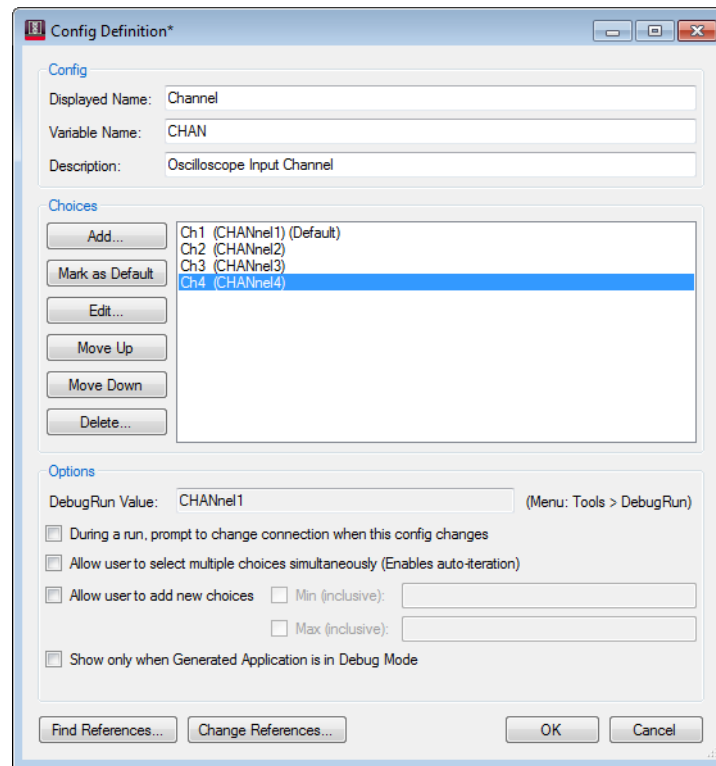 Config Definition*
Config
Displayed Name: Channel
Variable Name: CHAN
Description: Oscilloscope Input Channel
Choices
Add...
Mark as Default
Edit...
Move Up
Move Down
Delete...
Ch1 (CHANnel1) (Default)
Ch2 (CHANnel2)
Ch3 (CHANnel3)
Ch4 (CHANnel4)
Options
DebugRun Value: CHANnel1 (Menu: Tools > DebugRun)
During a run, prompt to change connection when this config changes
Allow user to select multiple choices simultaneously (Enables auto-iteration)
Allow user to add new choices Min (inclusive):
Max (inclusive):
Show only when Generated Application is in Debug Mode
Find References... Change References... OK Cancel